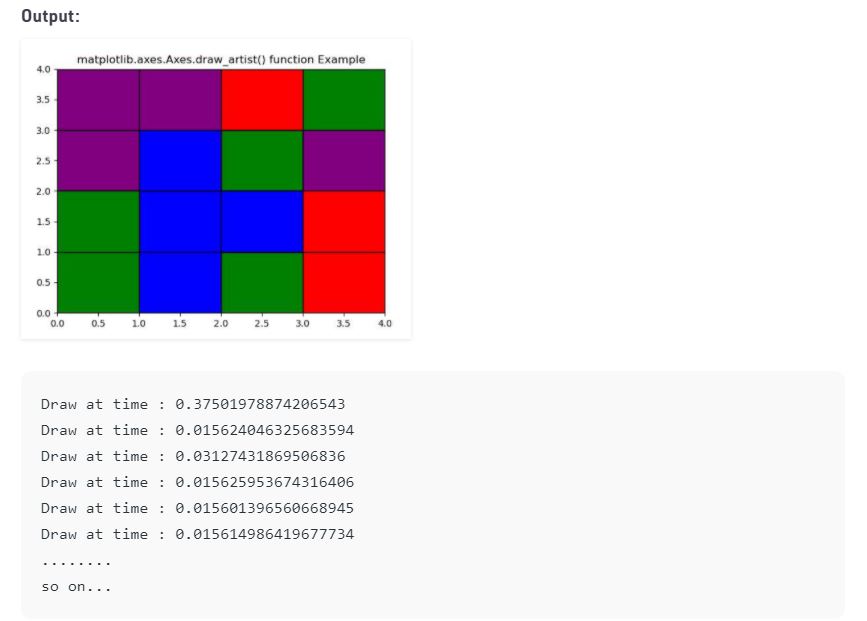 Output:
matplotlib.axes.Axes.draw_artist() function Example
4.0
3.5
3.0
2.5
2.0
1.5
1.0
0.5
0.0
0.0 0.5 1.0 1.5 2.0 2.5 3.0 3.5 4.0
Draw at time : 0.37501978874206543
Draw at time : 0.015624046325683594
Draw at time : 0.03127431869506836
Draw at time : 0.015625953674316406
Draw at time : 0.015601396560668945
Draw at time : 0.015614986419677734
........
so on...